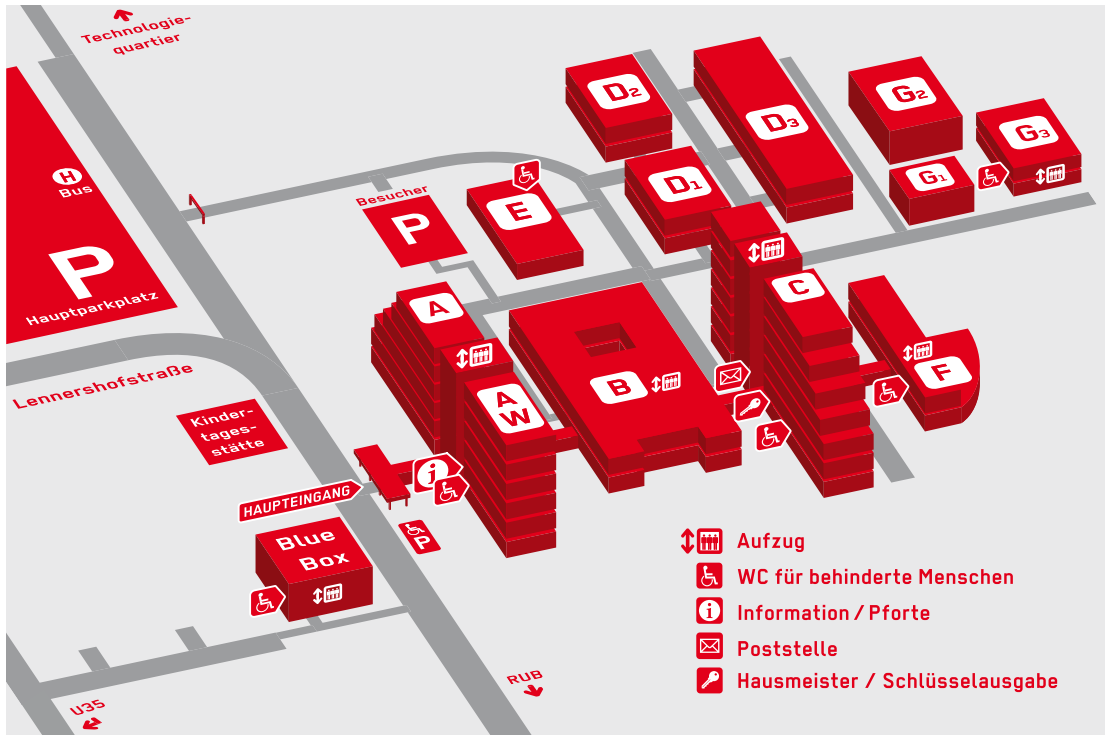 Technologie-
quartier
D2
D3
G2
G3
H
Bus
D1
G1
Besucher
P
E
P
Hauptparkplatz
A
C
Lennershofstraße
B
F
A
W
Kinder-
tages-
stätte
i
HAUPTEINGANG
P
Blue
Box
Aufzug
WC für behinderte Menschen
i
Information / Pforte
Poststelle
Hausmeister / Schlüsselausgabe
RUB
U35